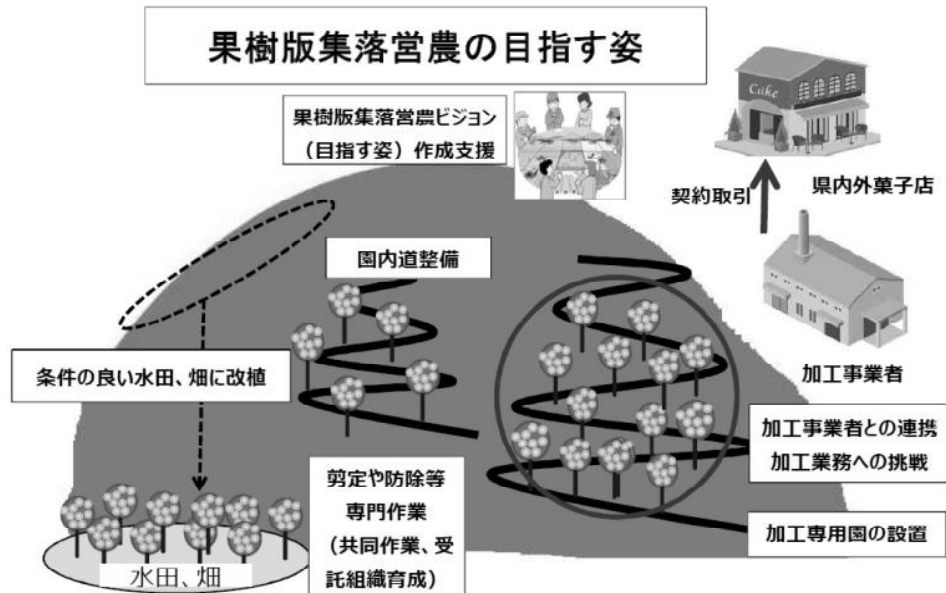 果樹版集落営農の目指す姿
果樹版集落営農ビジョン
（目指す姿）作成支援
Cake
契約取引
県内外菓子店
園内道整備
条件の良い水田、畑に改植
加工事業者
加工事業者との連携
加工業務への挑戦
剪定や防除等
専門作業
（共同作業、受
託組織育成）
加工専用園の設置
水田、畑